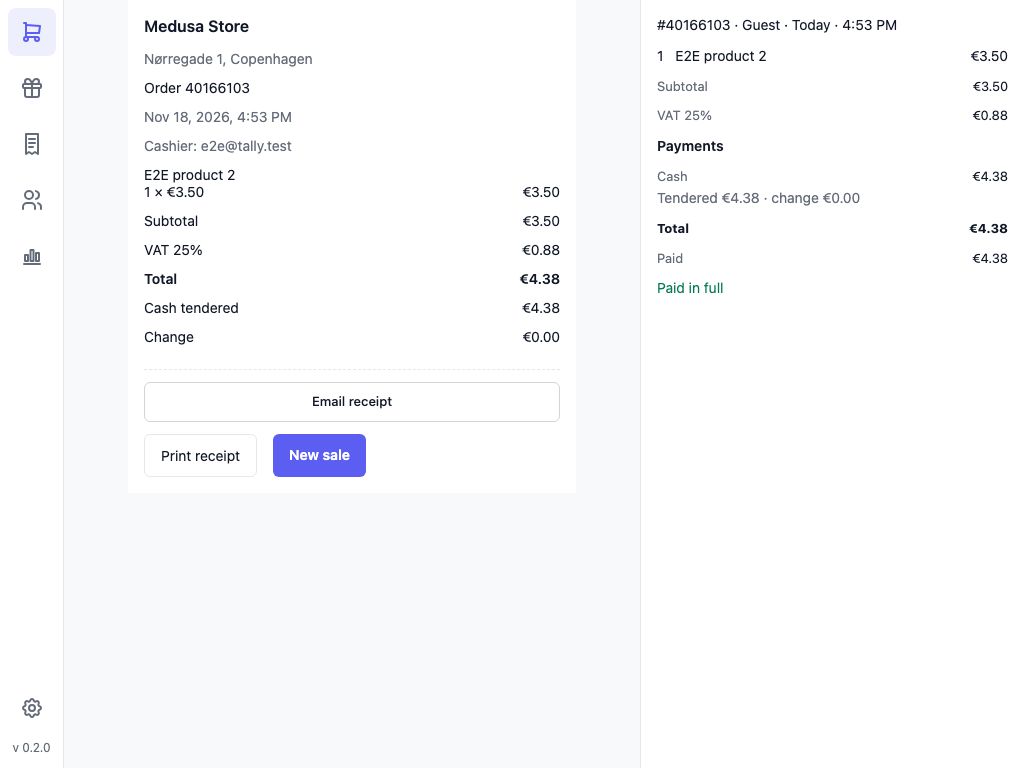 Medusa Store
Nørregade 1, Copenhagen
Order 40166103
Nov 18, 2026, 4:53 PM
Cashier: e2e@tally.test
E2E product 2
1 × €3.50 €3.50
Subtotal €3.50
VAT 25% €0.88
Total €4.38
Cash tendered €4.38
Change €0.00
Email receipt
Print receipt New sale
#40166103 · Guest · Today · 4:53 PM
1 E2E product 2 €3.50
Subtotal €3.50
VAT 25% €0.88
Payments
Cash €4.38
Tendered €4.38 · change €0.00
Total €4.38
Paid €4.38
Paid in full
v 0.2.0